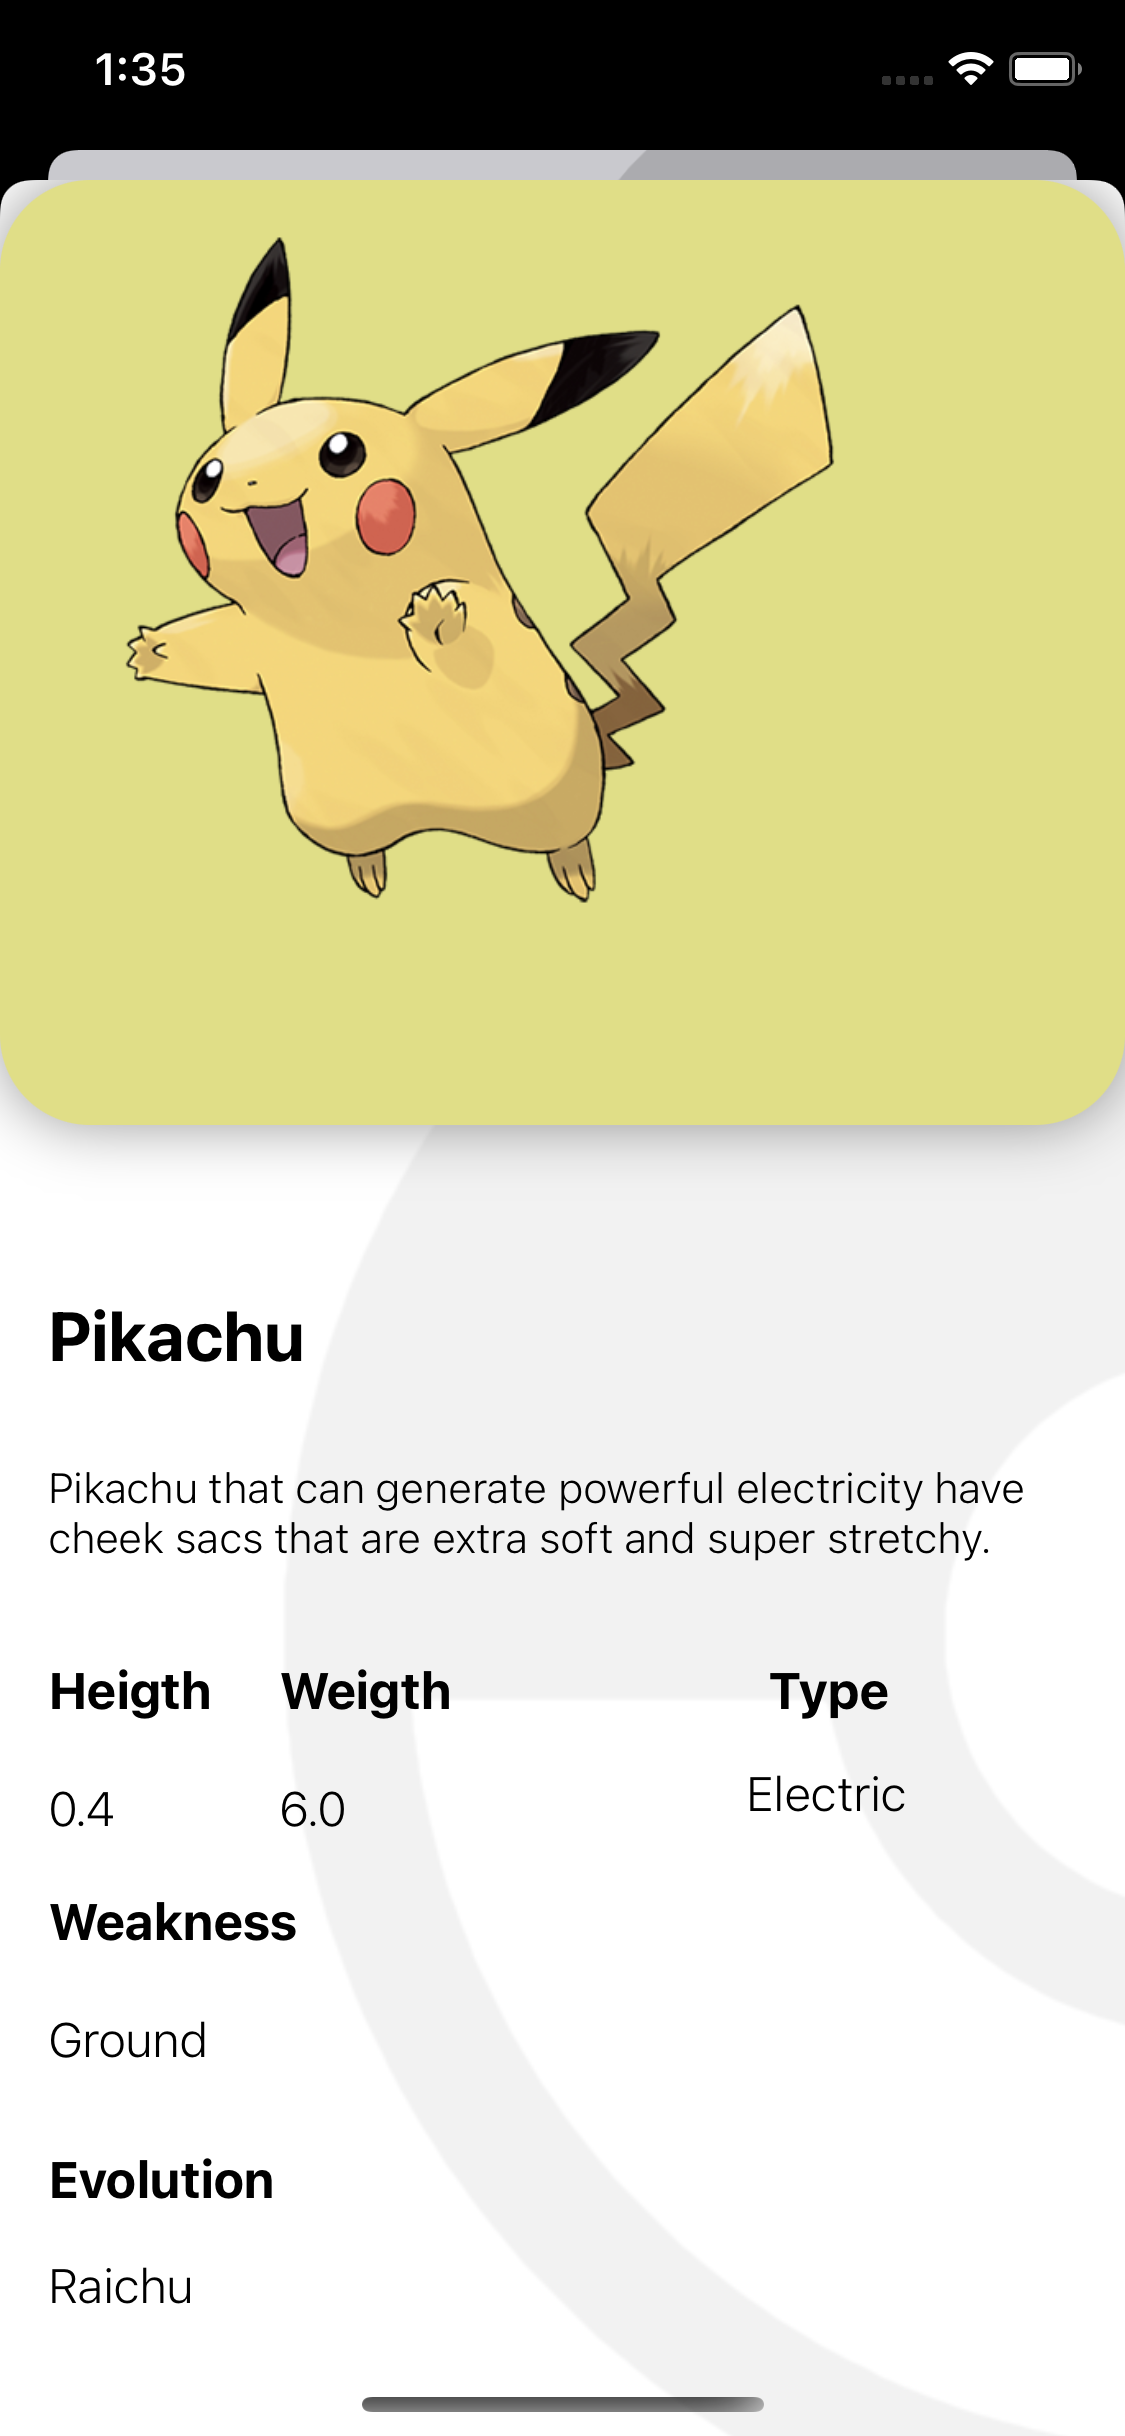 1:35
Pikachu
Pikachu that can generate powerful electricity have
cheek sacs that are extra soft and super stretchy.
Heigth Weigth Type
0.4 6.0 Electric
Weakness
Ground
Evolution
Raichu